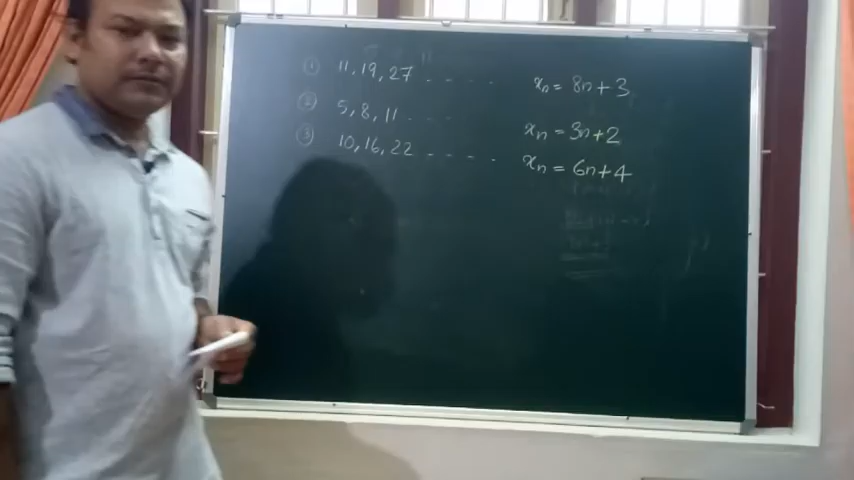 ① 11, 19, 27 - - - - - xₙ = 8n + 3
② 5, 8, 11 - - - - xₙ = 3n + 2
③ 10, 16, 22 - - - - - xₙ = 6n + 4